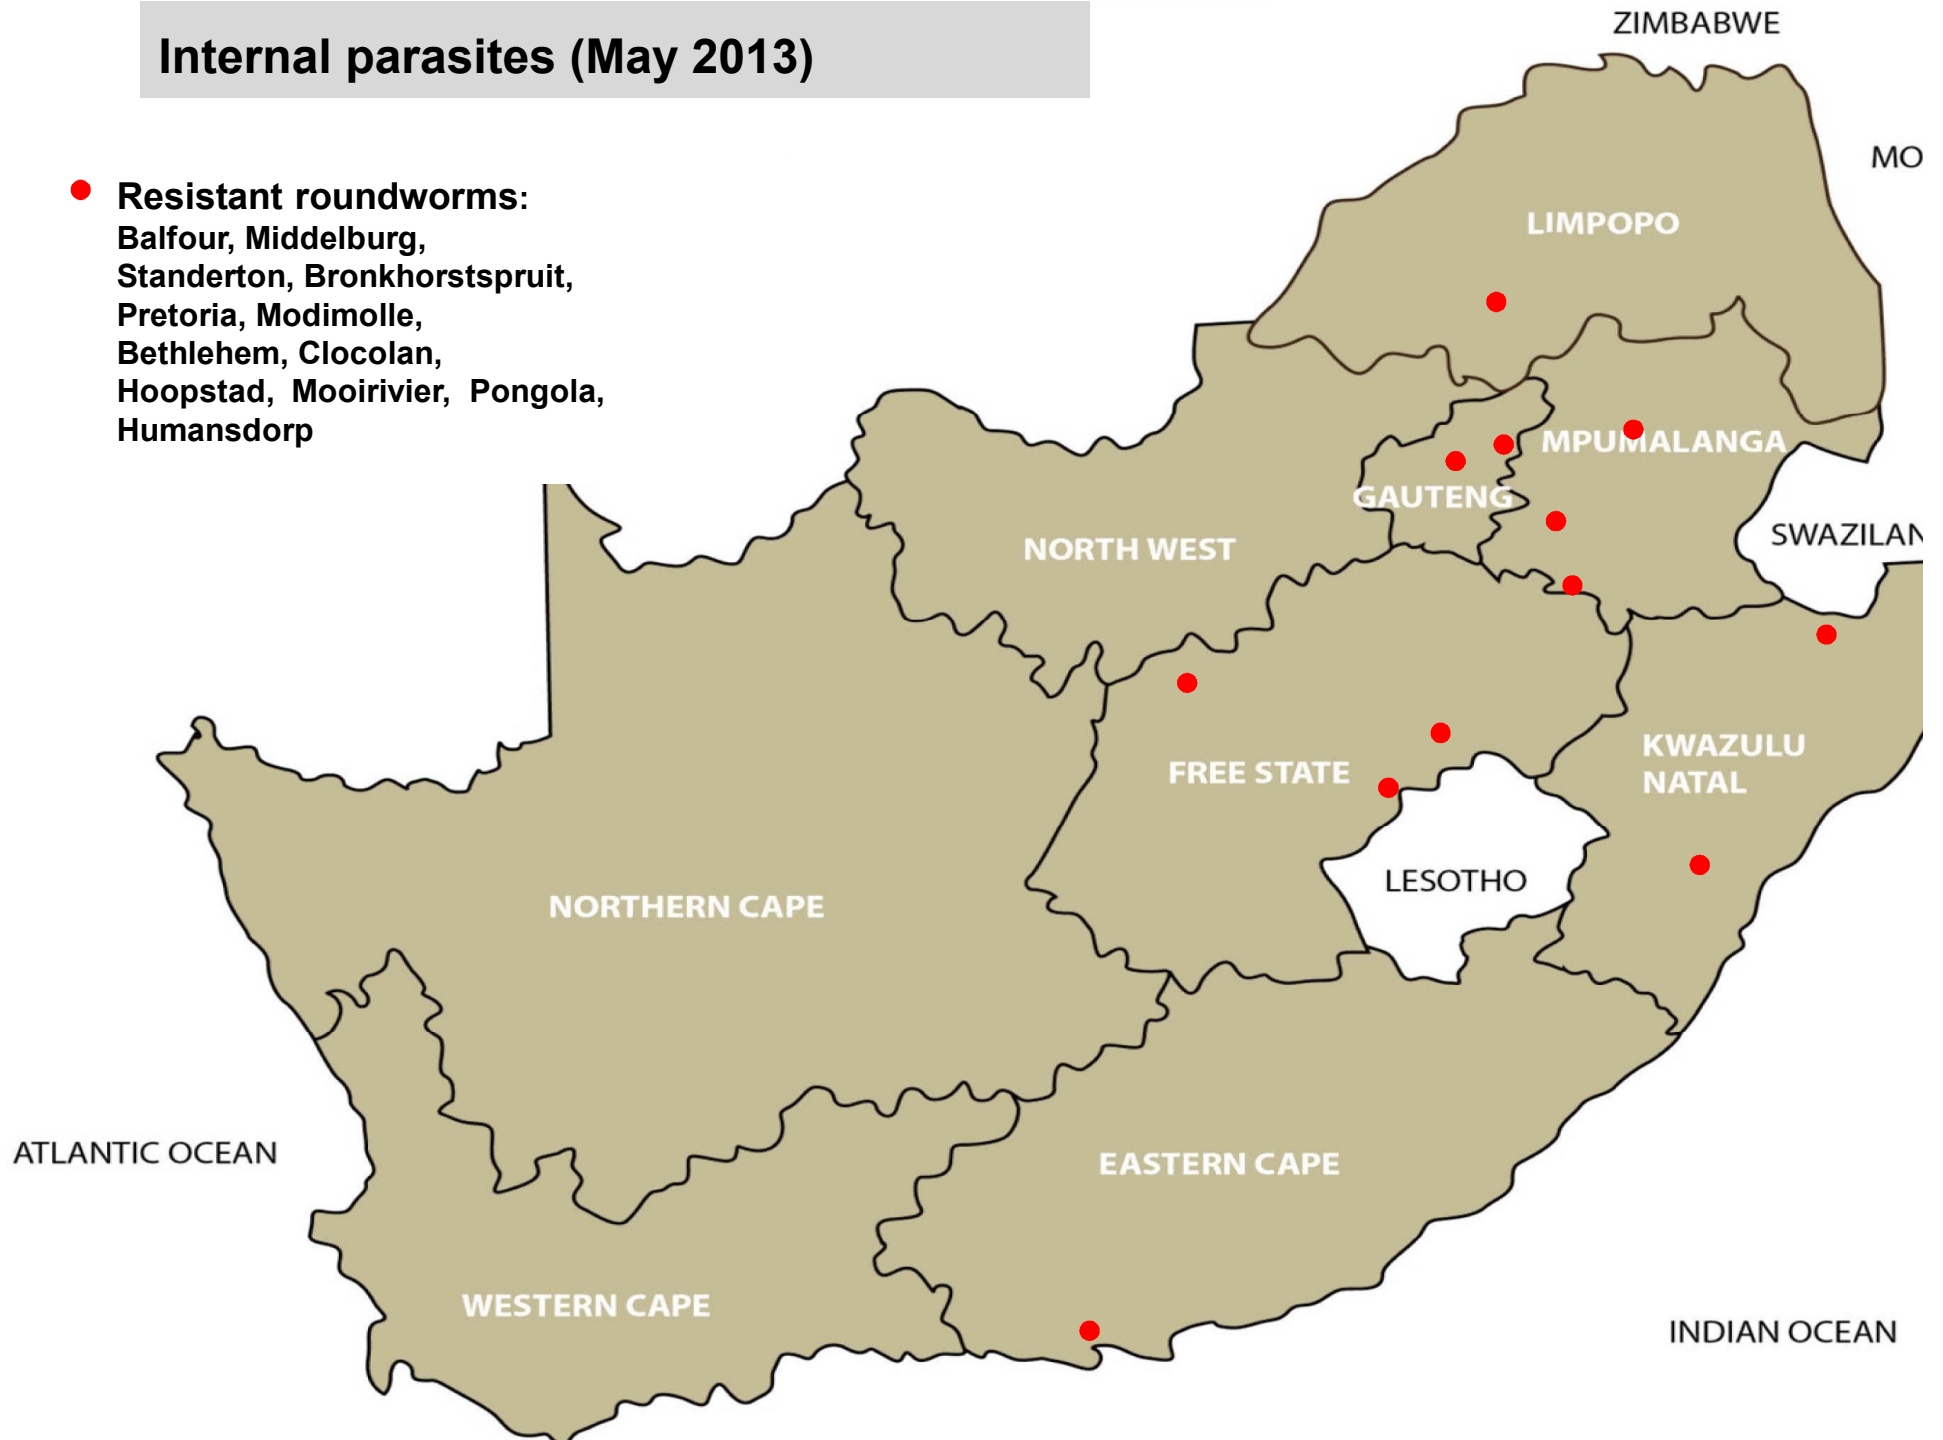 Internal parasites (May 2013)
Resistant roundworms:
Balfour, Middelburg,
Standerton, Bronkhorstspruit,
Pretoria, Modimolle,
Bethlehem, Clocolan,
Hoopstad, Mooirivier, Pongola,
Humansdorp
ZIMBABWE
MO
LIMPOPO
MPUMALANGA
GAUTENG
SWAZILAN
NORTH WEST
KWAZULU
NATAL
FREE STATE
LESOTHO
NORTHERN CAPE
ATLANTIC OCEAN
EASTERN CAPE
WESTERN CAPE
INDIAN OCEAN